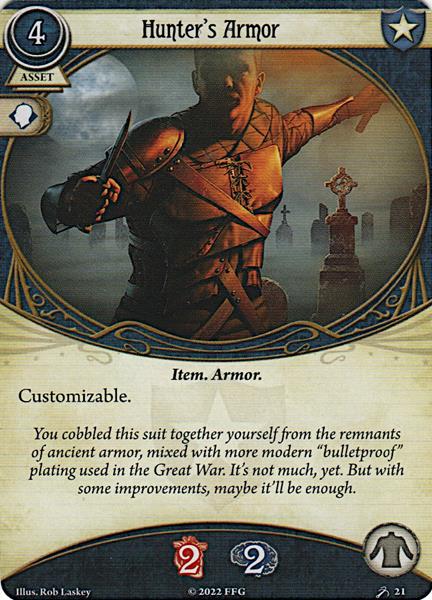 Hunter's Armor
4
ASSET
Item. Armor.
Customizable.
You cobbled this suit together yourself from the remnants
of ancient armor, mixed with more modern “bulletproof”
plating used in the Great War. It's not much, yet. But with
some improvements, maybe it'll be enough.
2 2
Illus. Rob Laskey © 2022 FFG 21